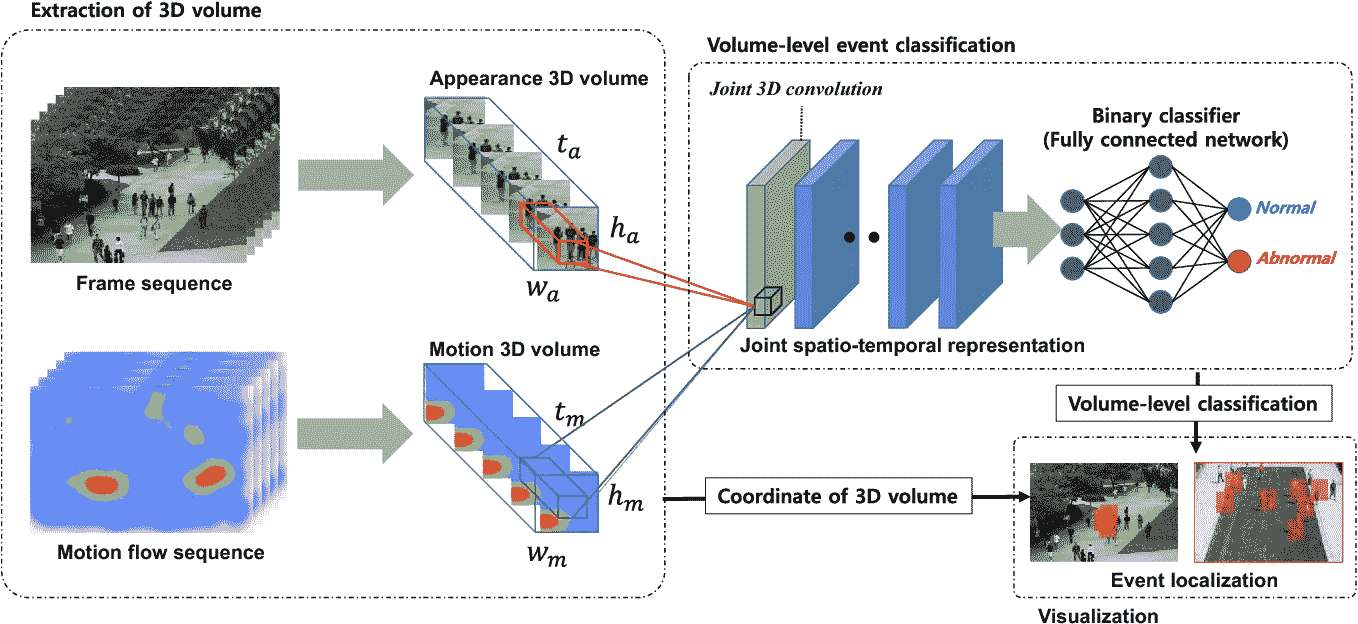 Extraction of 3D volume
Frame sequence
Appearance 3D volume
t_a
h_a
w_a
Motion flow sequence
Motion 3D volume
t_m
h_m
w_m
Volume-level event classification
Joint 3D convolution
Joint spatio-temporal representation
Binary classifier
(Fully connected network)
Normal
Abnormal
Volume-level classification
Coordinate of 3D volume
Event localization
Visualization